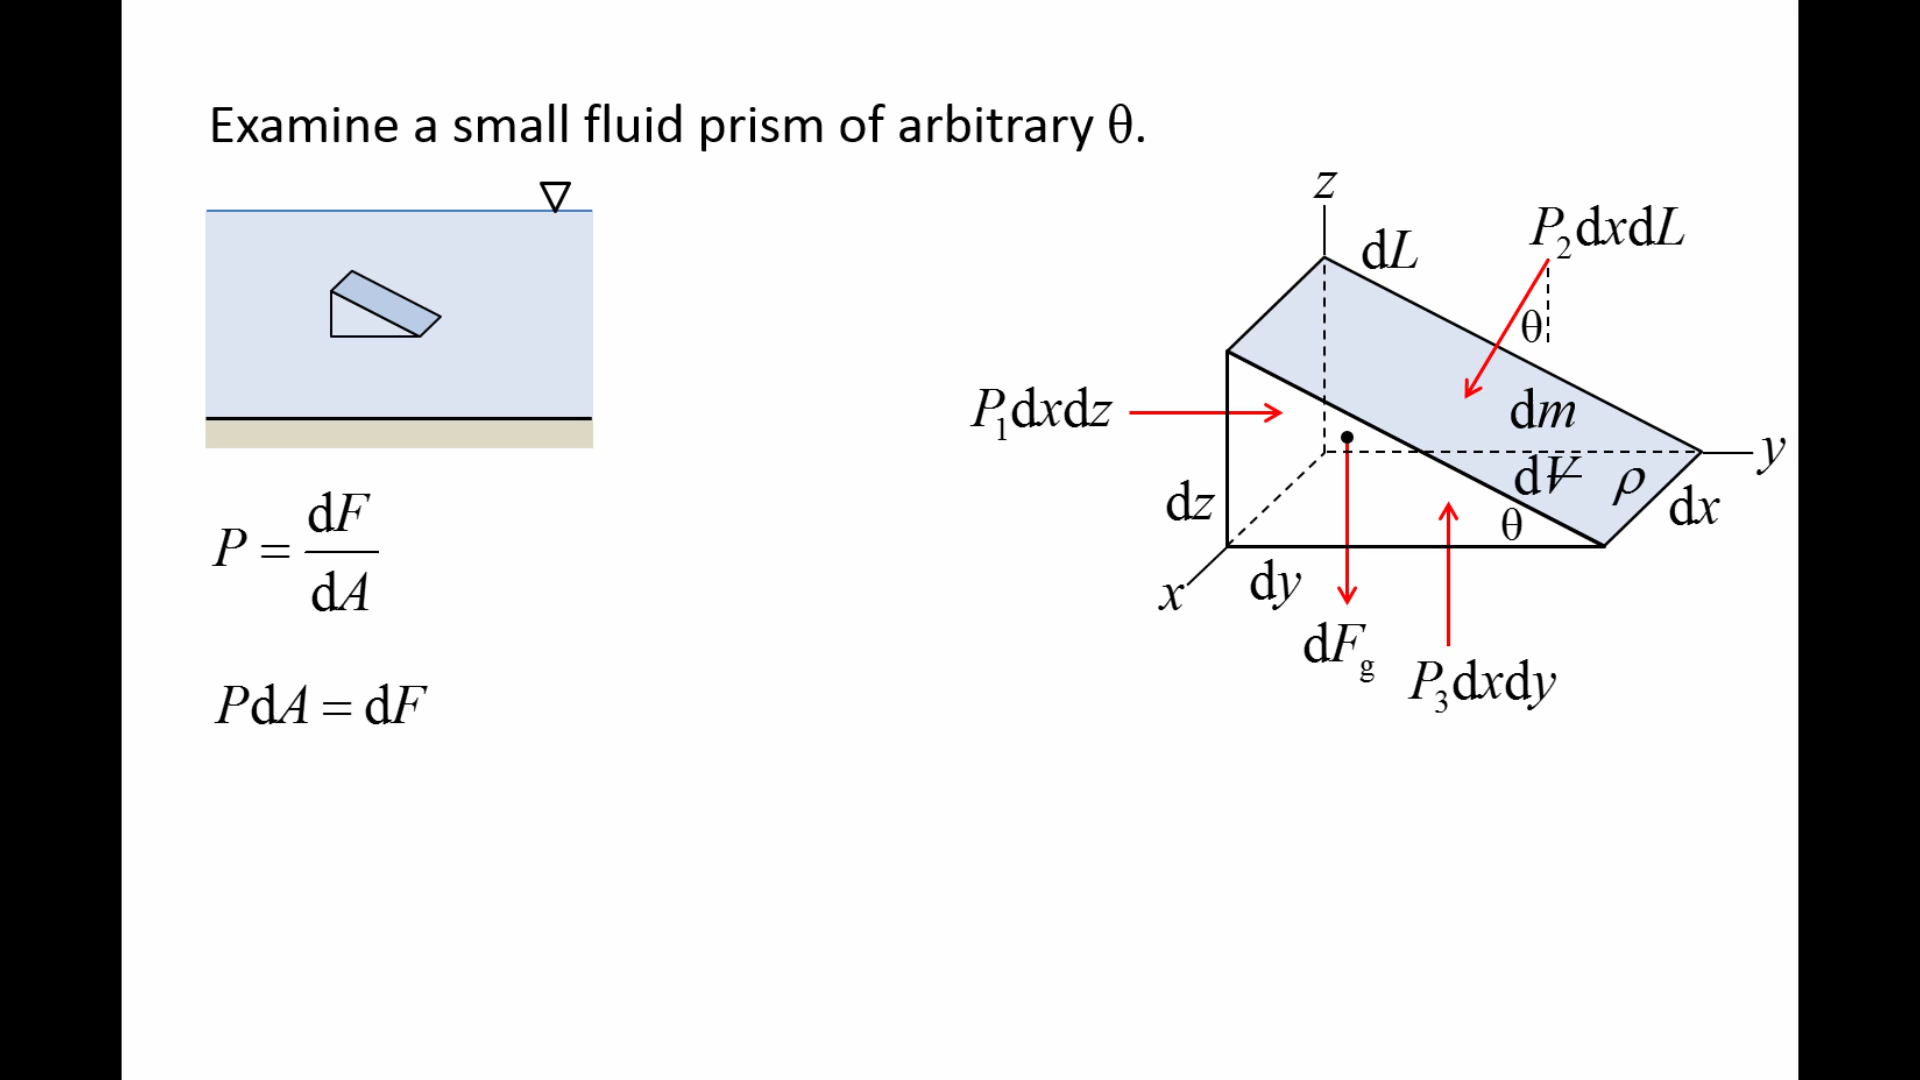 Examine a small fluid prism of arbitrary θ.
z
dL
P₂dxdL
θ
P₁dxdz
dm
y
dV̶ ρ
dz
dx
θ
P = dF/dA
x
dy
dF_g
P₃dxdy
PdA = dF